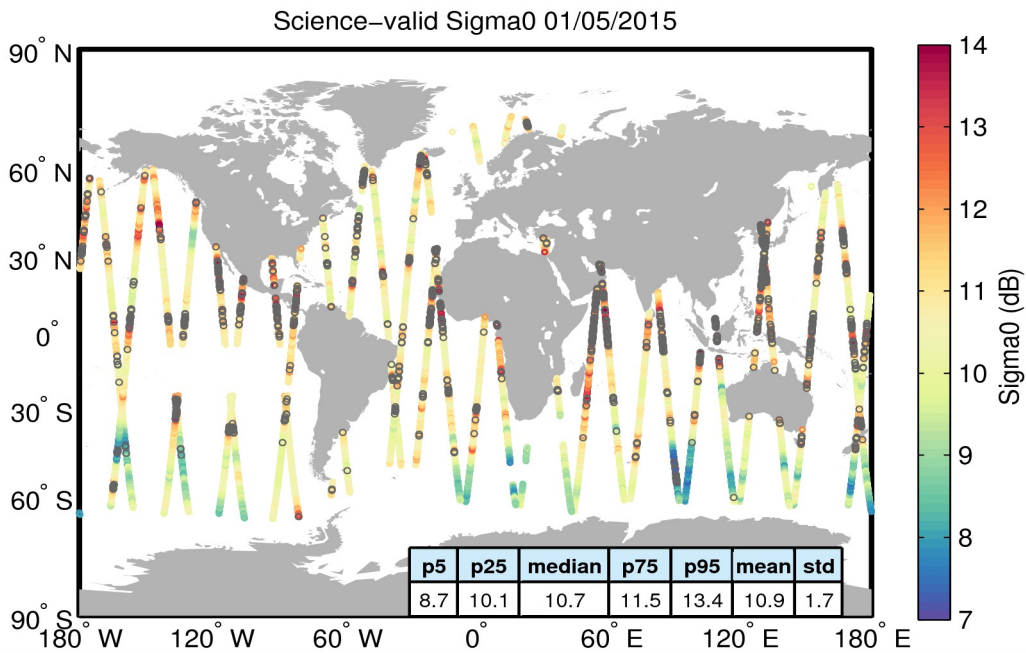 Science−valid Sigma0 01/05/2015
90° N
60° N
30° N
0°
30° S
60° S
90° S
180° W
120° W
60° W
0°
60° E
120° E
180° E
p5 p25 median p75 p95 mean std
8.7 10.1 10.7 11.5 13.4 10.9 1.7
14
13
12
11
10
9
8
7
Sigma0 (dB)